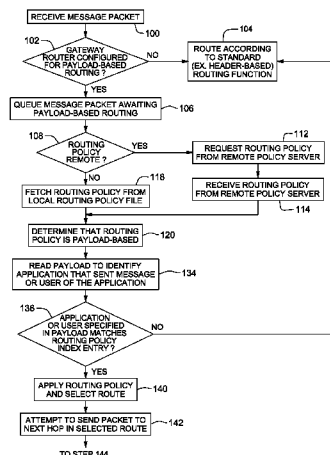 RECEIVE MESSAGE PACKET
100
102
GATEWAY
ROUTER CONFIGURED
FOR PAYLOAD-BASED
ROUTING ?
NO
104
ROUTE ACCORDING
TO STANDARD
(EX. HEADER-BASED)
ROUTING FUNCTION
YES
QUEUE MESSAGE PACKET AWAITING
PAYLOAD-BASED ROUTING
106
108
ROUTING
POLICY
REMOTE ?
YES
112
REQUEST ROUTING POLICY
FROM REMOTE POLICY SERVER
NO
116
FETCH ROUTING POLICY FROM
LOCAL ROUTING POLICY FILE
RECEIVE ROUTING POLICY
FROM REMOTE POLICY SERVER
114
DETERMINE THAT ROUTING
POLICY IS PAYLOAD-BASED
120
READ PAYLOAD TO IDENTIFY
APPLICATION THAT SENT MESSAGE
OR USER OF THE APPLICATION
134
136
APPLICATION
OR USER SPECIFIED
IN PAYLOAD MATCHES
ROUTING POLICY
INDEX ENTRY ?
NO
YES
APPLY ROUTING POLICY
AND SELECT ROUTE
140
ATTEMPT TO SEND PACKET TO
NEXT HOP IN SELECTED ROUTE
142
TO STEP 144